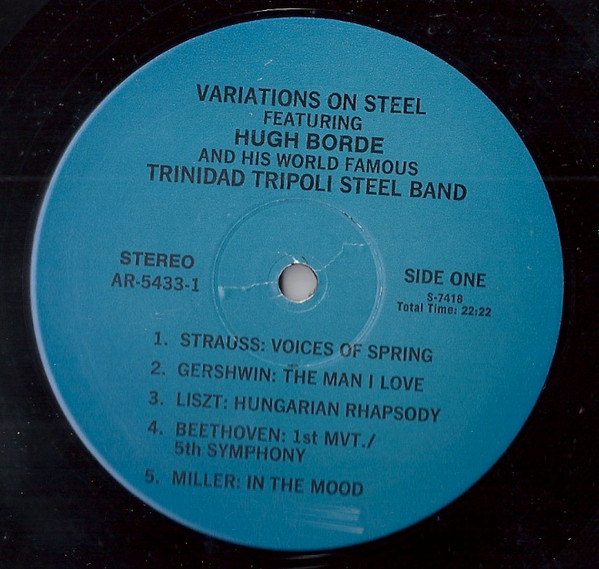 VARIATIONS ON STEEL
FEATURING
HUGH BORDE
AND HIS WORLD FAMOUS
TRINIDAD TRIPOLI STEEL BAND
STEREO
AR-5433-1
SIDE ONE
S-7418
Total Time: 22:22
1. STRAUSS: VOICES OF SPRING
2. GERSHWIN: THE MAN I LOVE
3. LISZT: HUNGARIAN RHAPSODY
4. BEETHOVEN: 1st MVT./
5th SYMPHONY
5. MILLER: IN THE MOOD